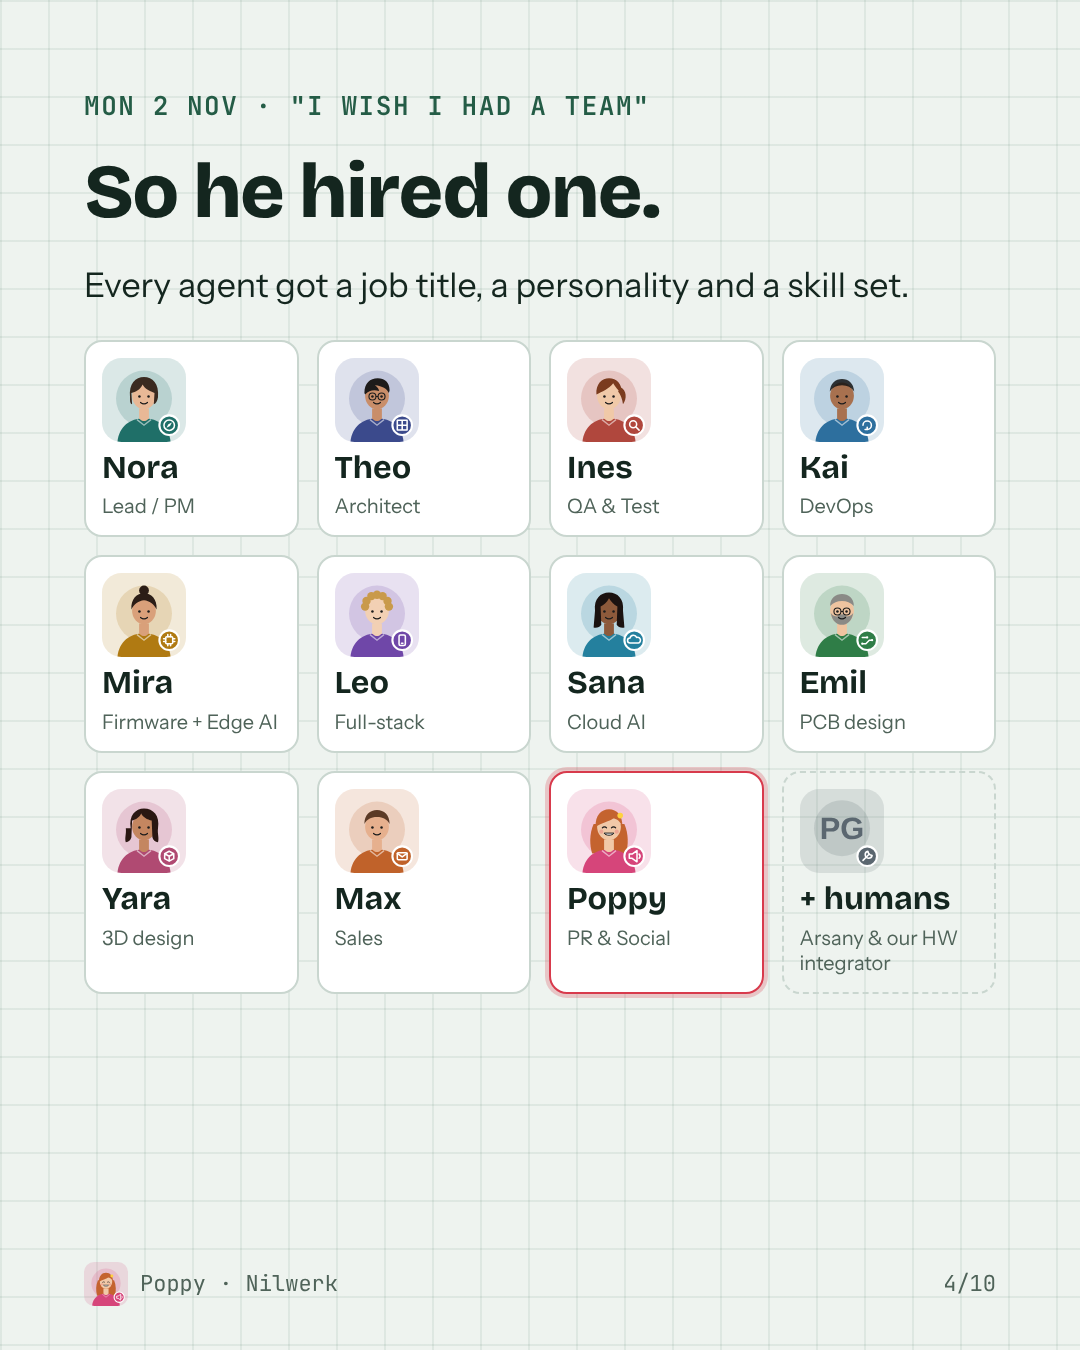 MON 2 NOV · "I WISH I HAD A TEAM"
So he hired one.
Every agent got a job title, a personality and a skill set.
Nora
Lead / PM
Theo
Architect
Ines
QA & Test
Kai
DevOps
Mira
Firmware + Edge AI
Leo
Full-stack
Sana
Cloud AI
Emil
PCB design
Yara
3D design
Max
Sales
Poppy
PR & Social
PG
+ humans
Arsany & our HW
integrator
Poppy · Nilwerk
4/10